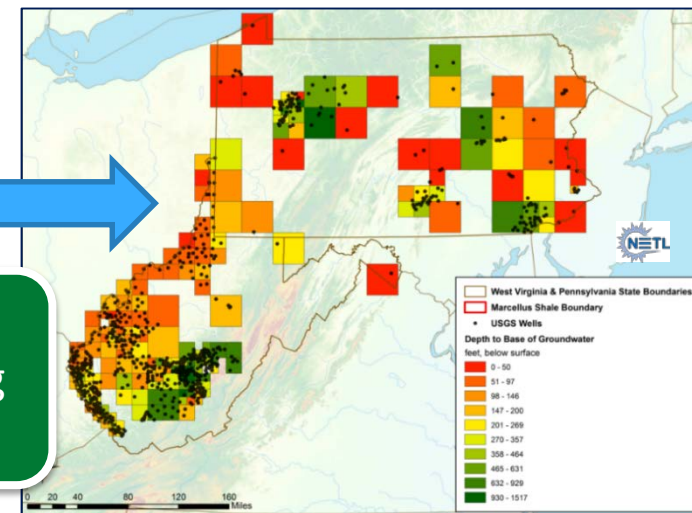 g
NETL
West Virginia & Pennsylvania State Boundaries
Marcellus Shale Boundary
USGS Wells
Depth to Base of Groundwater
feet, below surface
0 - 50
51 - 97
98 - 146
147 - 200
201 - 269
270 - 357
358 - 464
465 - 631
632 - 929
930 - 1517
0 20 40 80 120 160
Miles